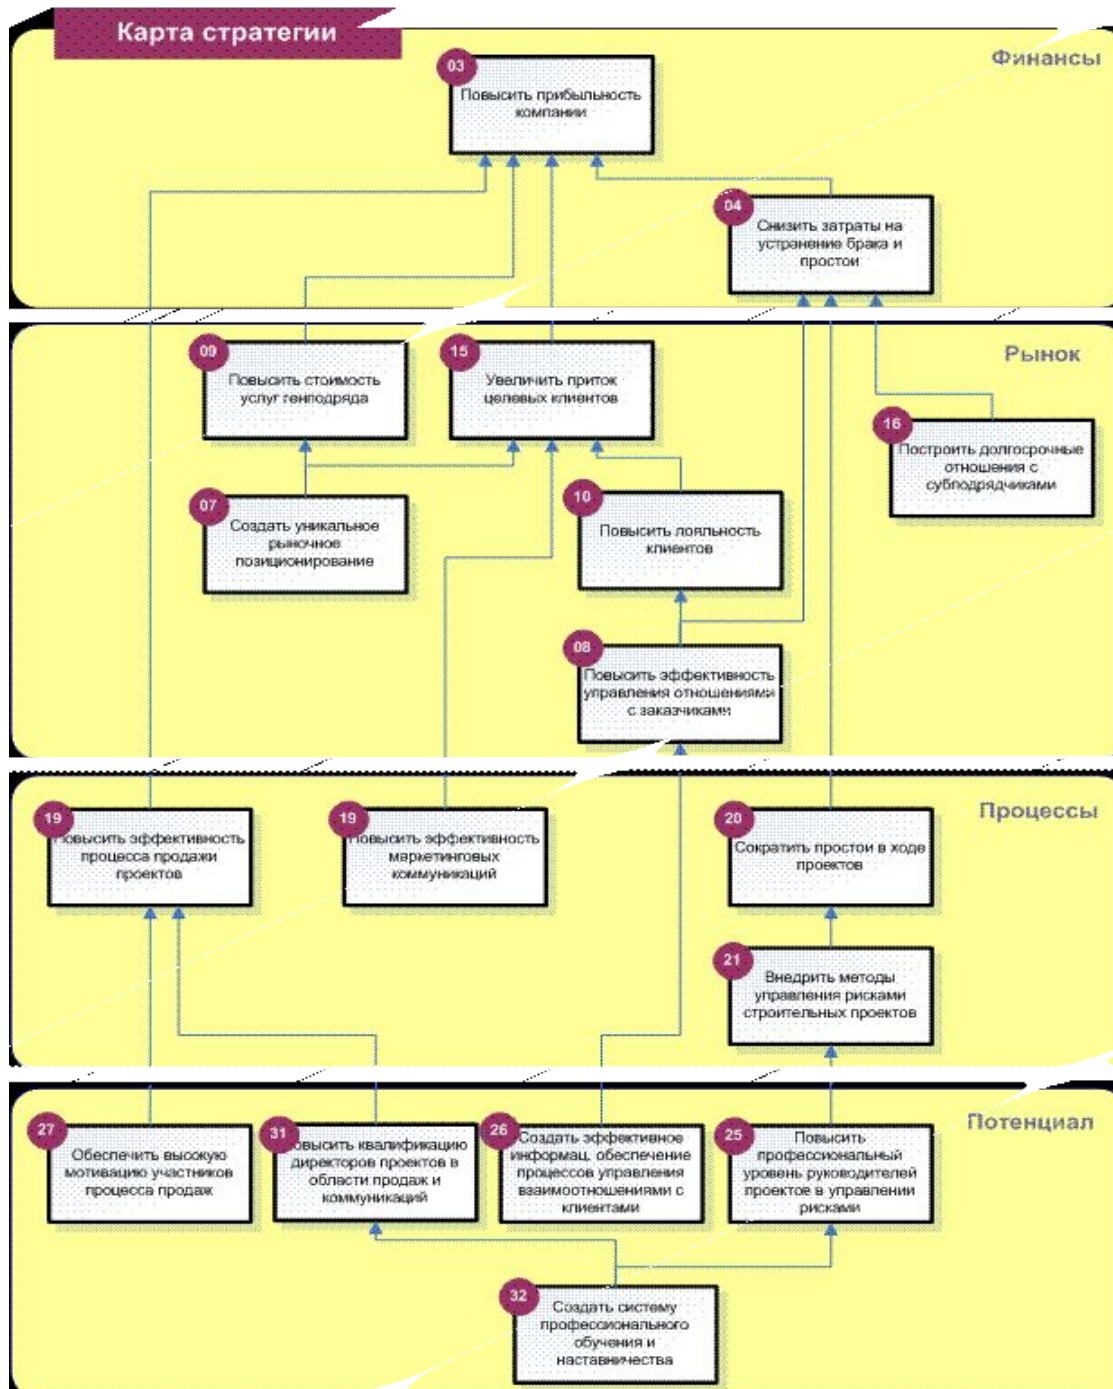 Карта стратегии
Финансы
03
Повысить прибыльность
компании
04
Снизить затраты на
устранение брака и
простои
Рынок
09
Повысить стоимость
услуг генподряда
15
Увеличить приток
целевых клиентов
16
Построить долгосрочные
отношения с
субподрядчиками
07
Создать уникальное
рыночное
позиционирование
10
Повысить лояльность
клиентов
08
Повысить эффективность
управления отношениями
с заказчиками
Процессы
19
Повысить эффективность
процесса продажи
проектов
19
Повысить эффективность
маркетинговых
коммуникаций
20
Сократить простои в ходе
проектов
21
Внедрить методы
управления рисками
строительных проектов
Потенциал
27
Обеспечить высокую
мотивацию участников
процесса продаж
31
Повысить квалификацию
директоров проектов в
области продаж и
коммуникаций
26
Создать эффективное
информац. обеспечение
процессов управления
взаимоотношениями с
клиентами
25
Повысить
профессиональный
уровень руководителей
проектов в управлении
рисками
32
Создать систему
профессионального
обучения и
наставничества